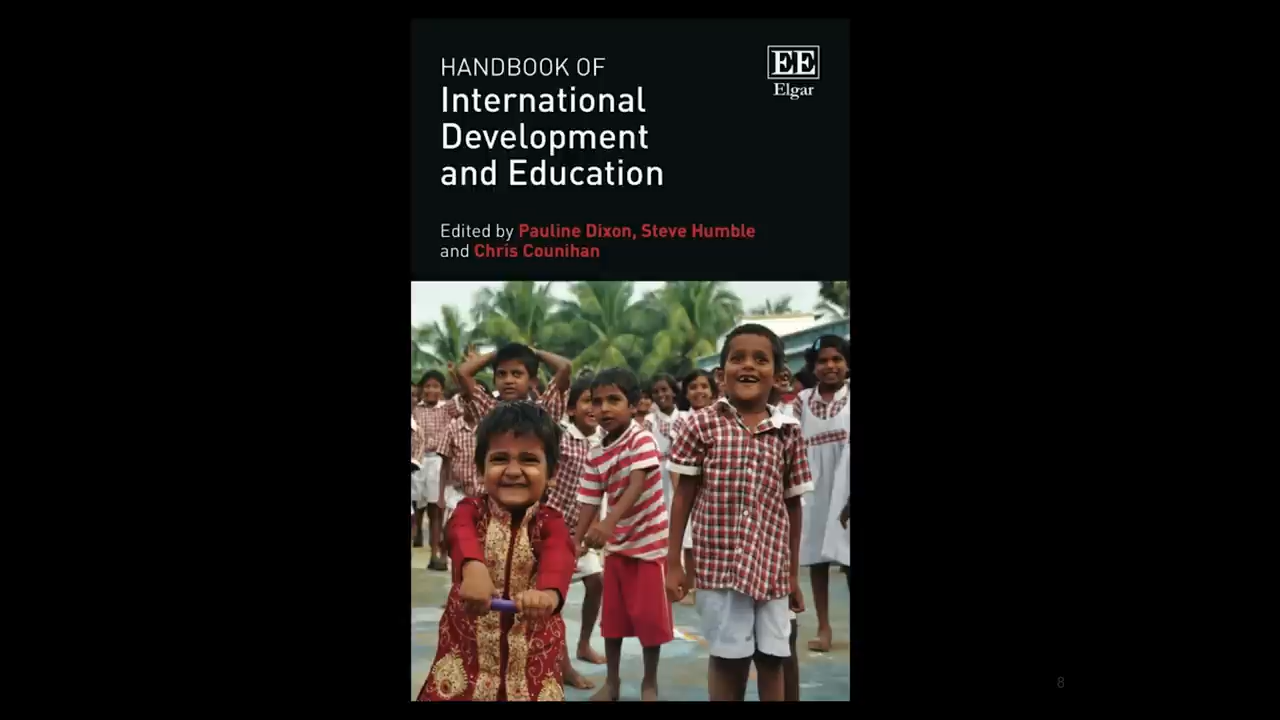 HANDBOOK OF
International
Development
and Education
EE
Elgar
Edited by Pauline Dixon, Steve Humble
and Chris Counihan
8